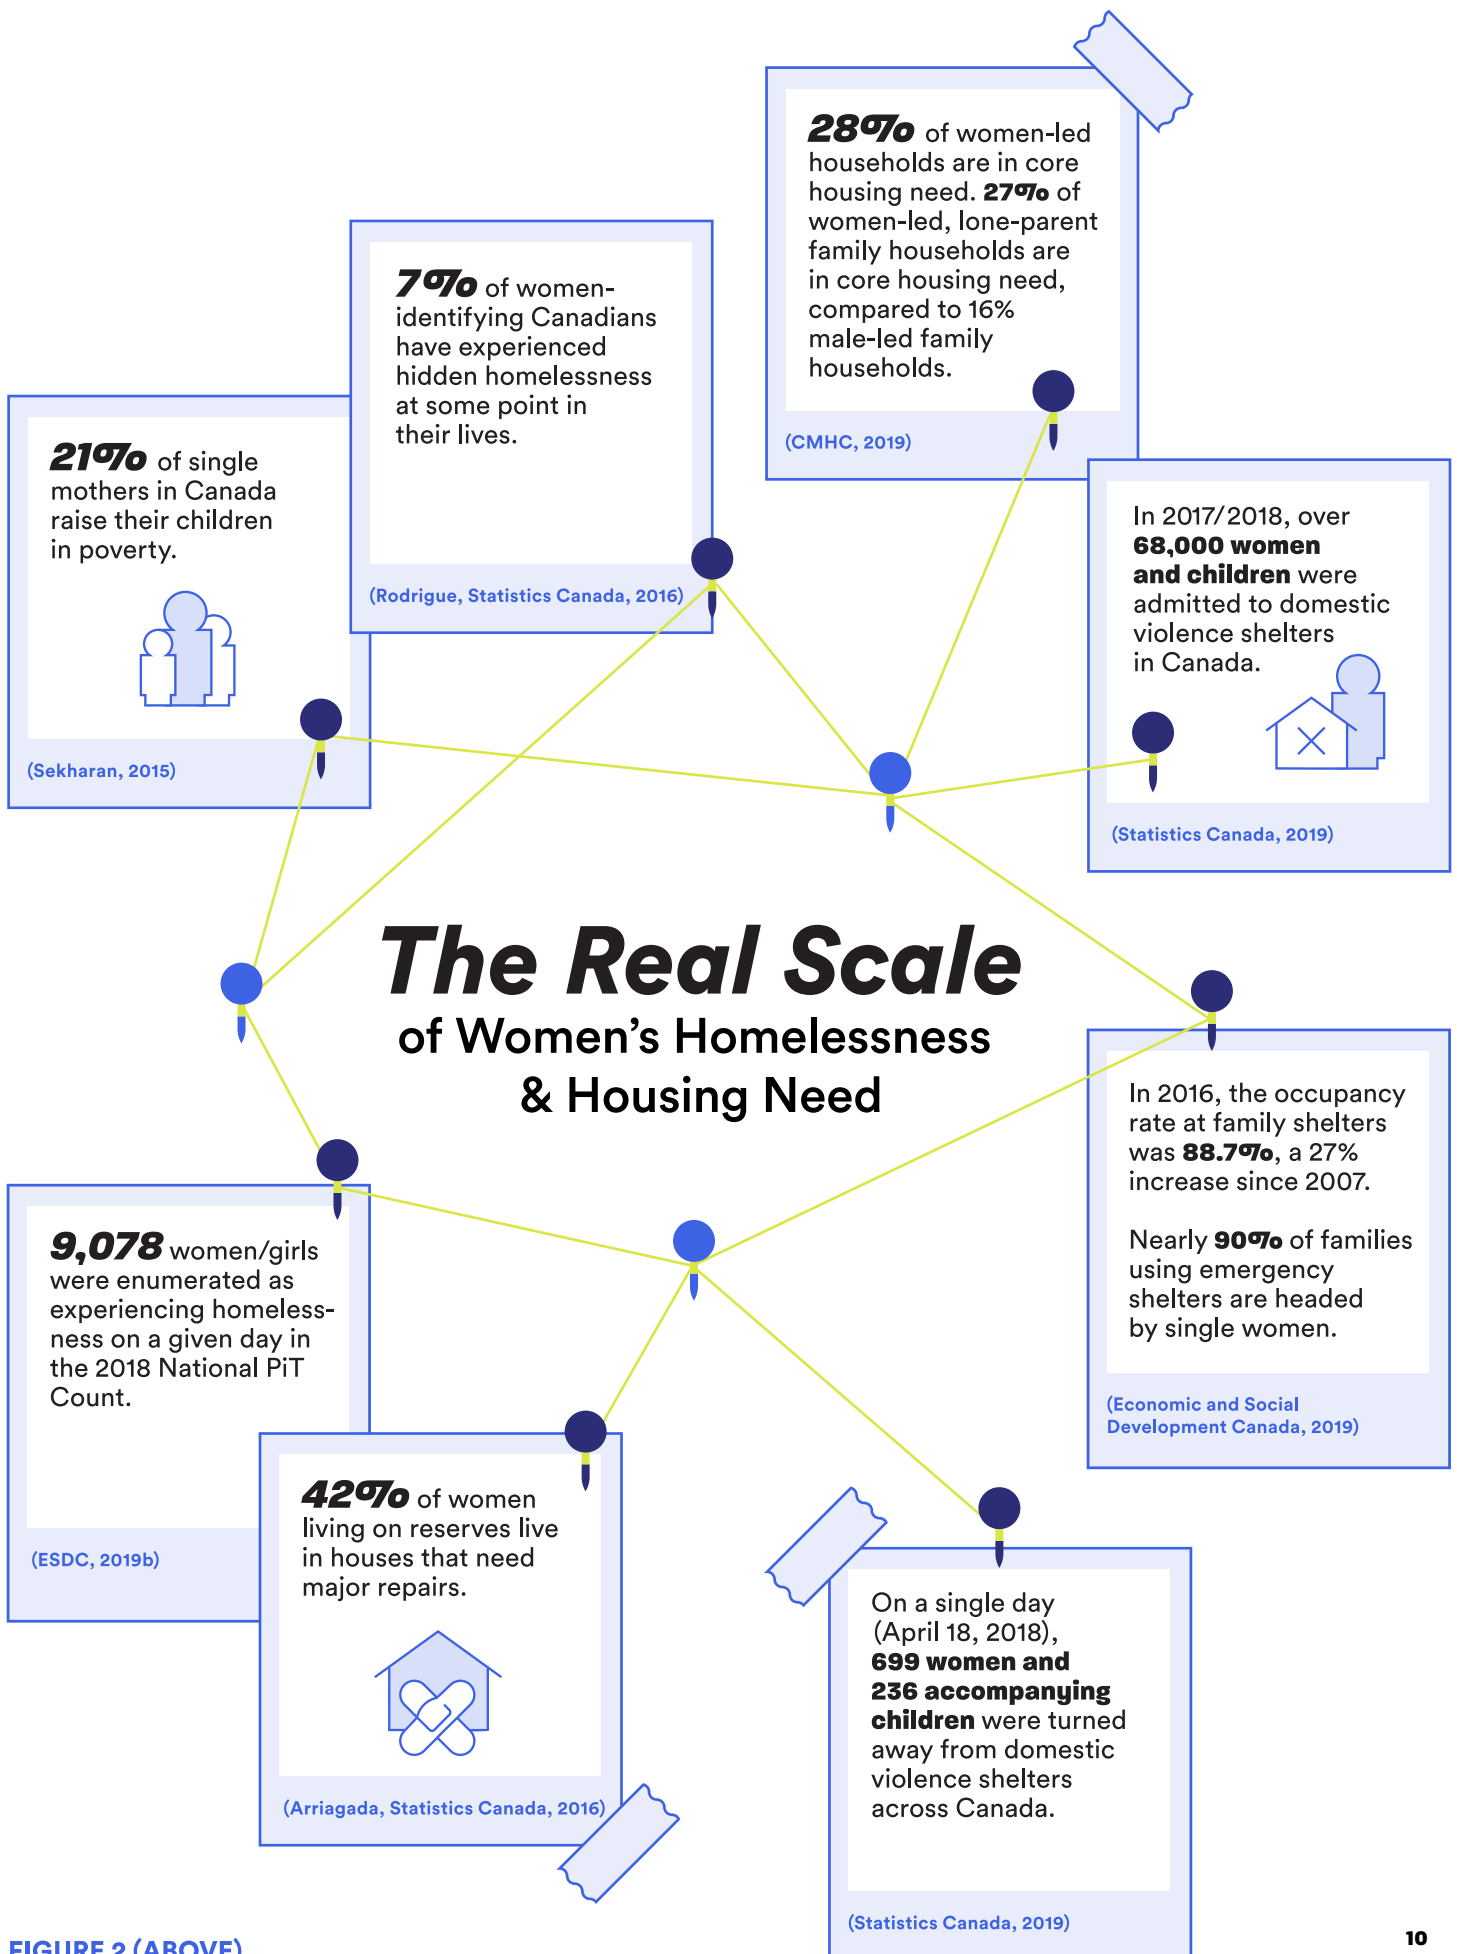 28% of women-led
households are in core
housing need. 27% of
women-led, lone-parent
family households are
in core housing need,
compared to 16%
male-led family
households.
(CMHC, 2019)
7% of women-
identifying Canadians
have experienced
hidden homelessness
at some point in
their lives.
(Rodrigue, Statistics Canada, 2016)
21% of single
mothers in Canada
raise their children
in poverty.
(Sekharan, 2015)
In 2017/2018, over
68,000 women
and children were
admitted to domestic
violence shelters
in Canada.
(Statistics Canada, 2019)
The Real Scale
of Women's Homelessness
& Housing Need
In 2016, the occupancy
rate at family shelters
was 88.7%, a 27%
increase since 2007.
Nearly 90% of families
using emergency
shelters are headed
by single women.
(Economic and Social
Development Canada, 2019)
9,078 women/girls
were enumerated as
experiencing homeless-
ness on a given day in
the 2018 National PiT
Count.
(ESDC, 2019b)
42% of women
living on reserves live
in houses that need
major repairs.
(Arriagada, Statistics Canada, 2016)
On a single day
(April 18, 2018),
699 women and
236 accompanying
children were turned
away from domestic
violence shelters
across Canada.
(Statistics Canada, 2019)
FIGURE 2 (ABOVE)
10